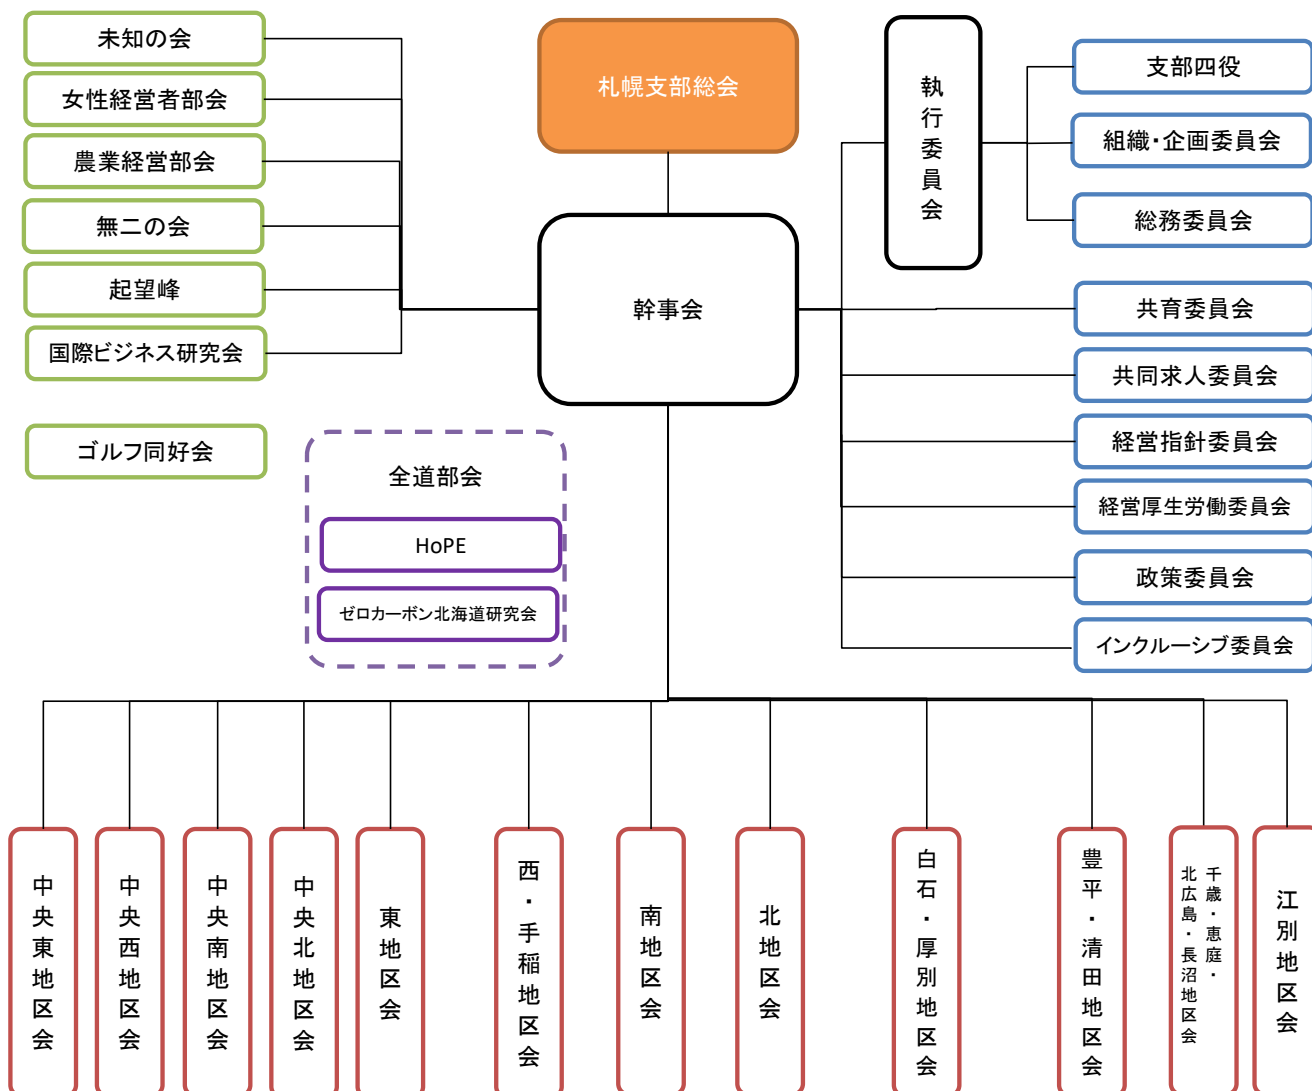 未知の会
女性経営者部会
農業経営部会
無二の会
起望峰
国際ビジネス研究会
ゴルフ同好会
札幌支部総会
幹事会
執行委員会
支部四役
組織・企画委員会
総務委員会
共育委員会
共同求人委員会
経営指針委員会
経営厚生労働委員会
政策委員会
インクルーシブ委員会
全道部会
HoPE
ゼロカーボン北海道研究会
中央東地区会
中央西地区会
中央南地区会
中央北地区会
東地区会
西・手稲地区会
南地区会
北地区会
白石・厚別地区会
豊平・清田地区会
千歳・恵庭・
北広島・長沼地区会
江別地区会